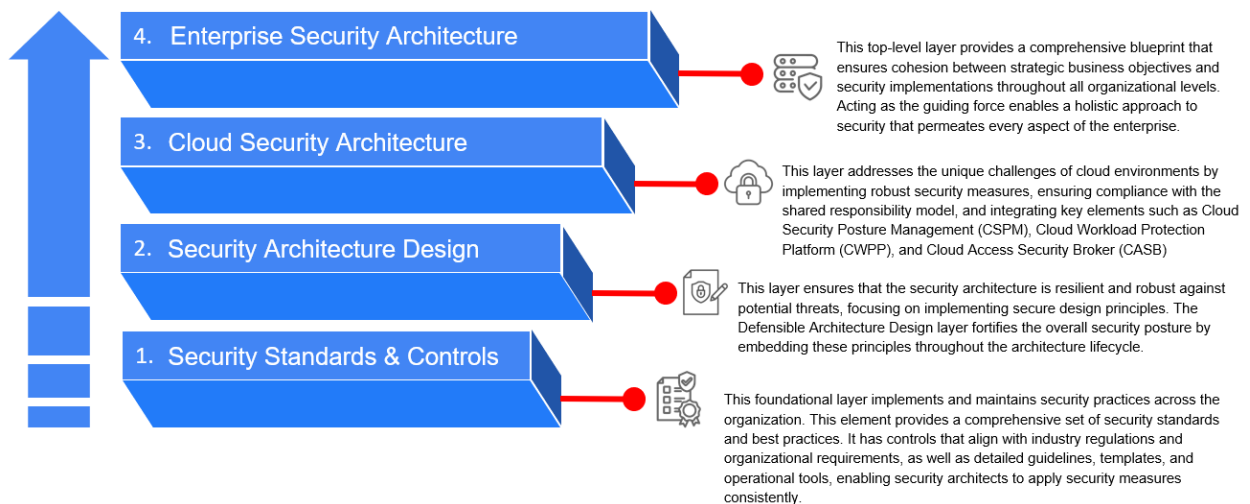 4. Enterprise Security Architecture
This top-level layer provides a comprehensive blueprint that
ensures cohesion between strategic business objectives and
security implementations throughout all organizational levels.
Acting as the guiding force enables a holistic approach to
security that permeates every aspect of the enterprise.
3. Cloud Security Architecture
This layer addresses the unique challenges of cloud environments by
implementing robust security measures, ensuring compliance with the
shared responsibility model, and integrating key elements such as Cloud
Security Posture Management (CSPM), Cloud Workload Protection
Platform (CWPP), and Cloud Access Security Broker (CASB)
2. Security Architecture Design
This layer ensures that the security architecture is resilient and robust against
potential threats, focusing on implementing secure design principles. The
Defensible Architecture Design layer fortifies the overall security posture by
embedding these principles throughout the architecture lifecycle.
1. Security Standards & Controls
This foundational layer implements and maintains security practices across the
organization. This element provides a comprehensive set of security standards
and best practices. It has controls that align with industry regulations and
organizational requirements, as well as detailed guidelines, templates, and
operational tools, enabling security architects to apply security measures
consistently.